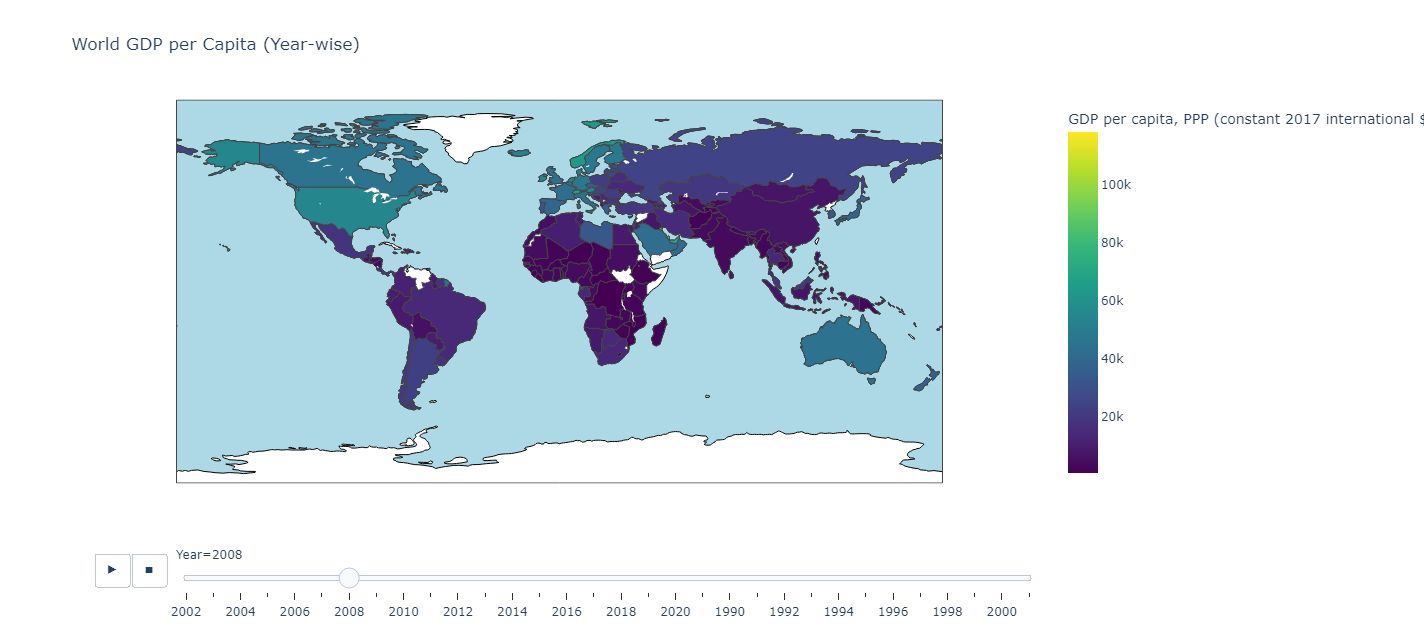 World GDP per Capita (Year-wise)
GDP per capita, PPP (constant 2017 international $
100k
80k
60k
40k
20k
Year=2008
▶ ■
2002 2004 2006 2008 2010 2012 2014 2016 2018 2020 1990 1992 1994 1996 1998 2000